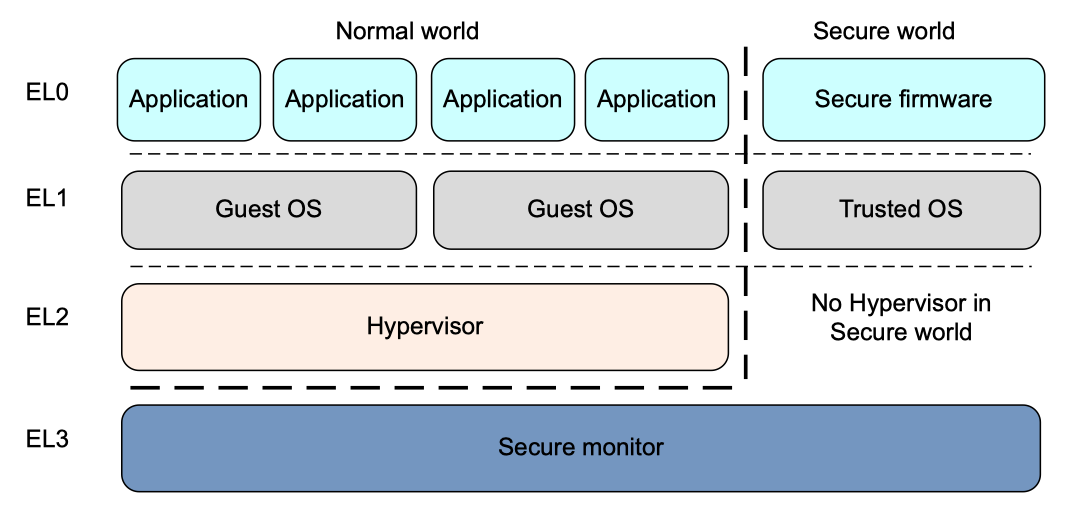 Normal world
Secure world
EL0
Application
Application
Application
Application
Secure firmware
EL1
Guest OS
Guest OS
Trusted OS
EL2
Hypervisor
No Hypervisor in
Secure world
EL3
Secure monitor